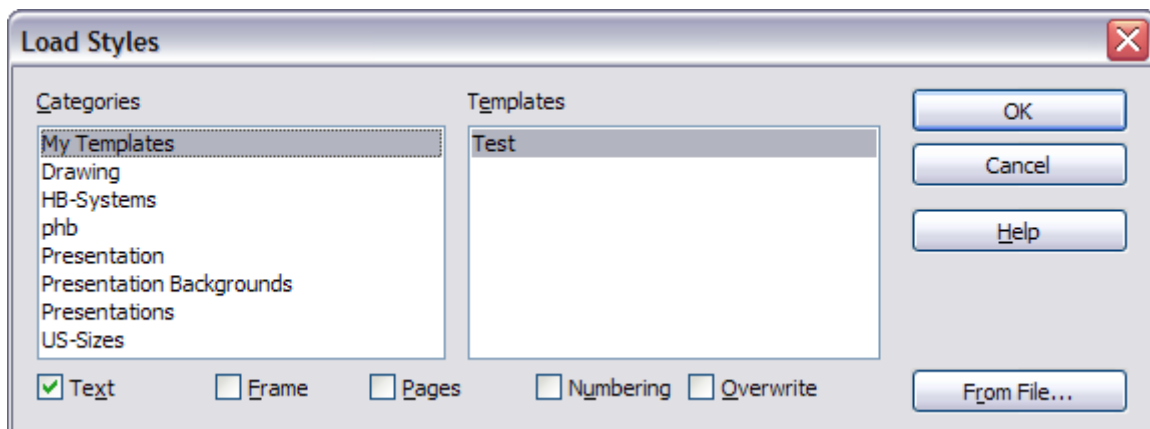 Load Styles
Categories
My Templates
Drawing
HB-Systems
phb
Presentation
Presentation Backgrounds
Presentations
US-Sizes
Templates
Test
OK
Cancel
Help
Text Frame Pages Numbering Overwrite
From File...